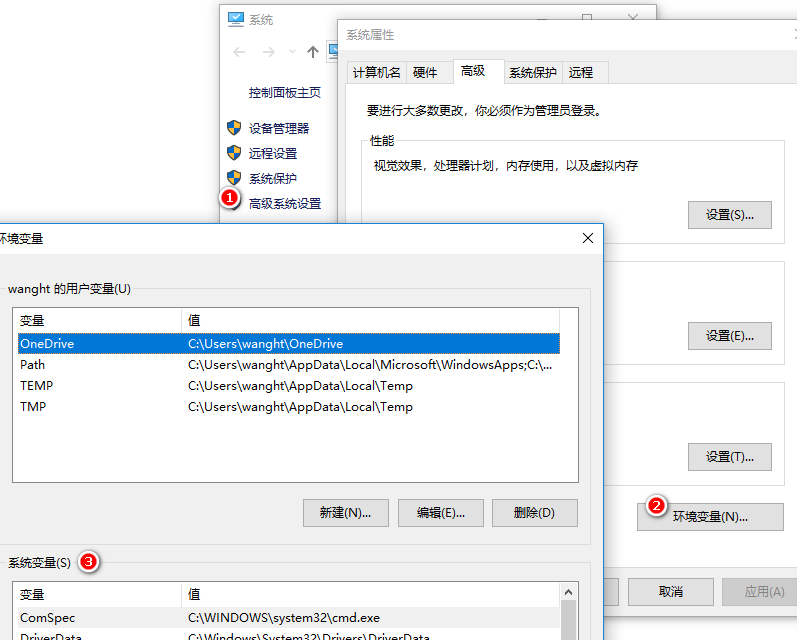 系统
系统属性
计算机名 硬件 高级 系统保护 远程
控制面板主页
要进行大多数更改，你必须作为管理员登录。
设备管理器
性能
远程设置
视觉效果，处理器计划，内存使用，以及虚拟内存
系统保护
1
高级系统设置
设置(S)...
环境变量
wanght 的用户变量(U)
变量 值
OneDrive C:\Users\wanght\OneDrive
设置(E)...
Path C:\Users\wanght\AppData\Local\Microsoft\WindowsApps;C:\...
TEMP C:\Users\wanght\AppData\Local\Temp
TMP C:\Users\wanght\AppData\Local\Temp
设置(T)...
新建(N)... 编辑(E)... 删除(D)
2
环境变量(N)...
系统变量(S) 3
变量 值
取消 应用(A)
ComSpec C:\WINDOWS\system32\cmd.exe
DriverData C:\Windows\System32\Drivers\DriverData